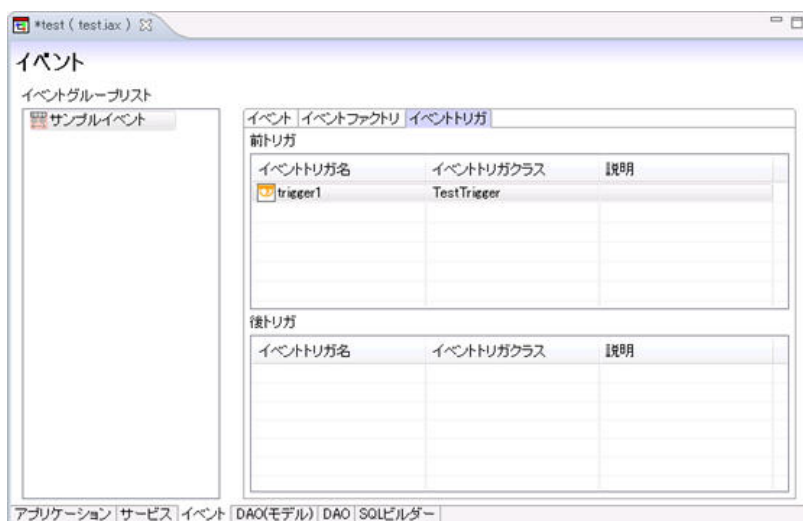 *test ( test.iax )
イベント
イベントグループリスト
サンプルイベント
イベント イベントファクトリ イベントトリガ
前トリガ
イベントトリガ名 イベントトリガクラス 説明
trigger1 TestTrigger
後トリガ
イベントトリガ名 イベントトリガクラス 説明
アプリケーション サービス イベント DAO(モデル) DAO SQLビルダー